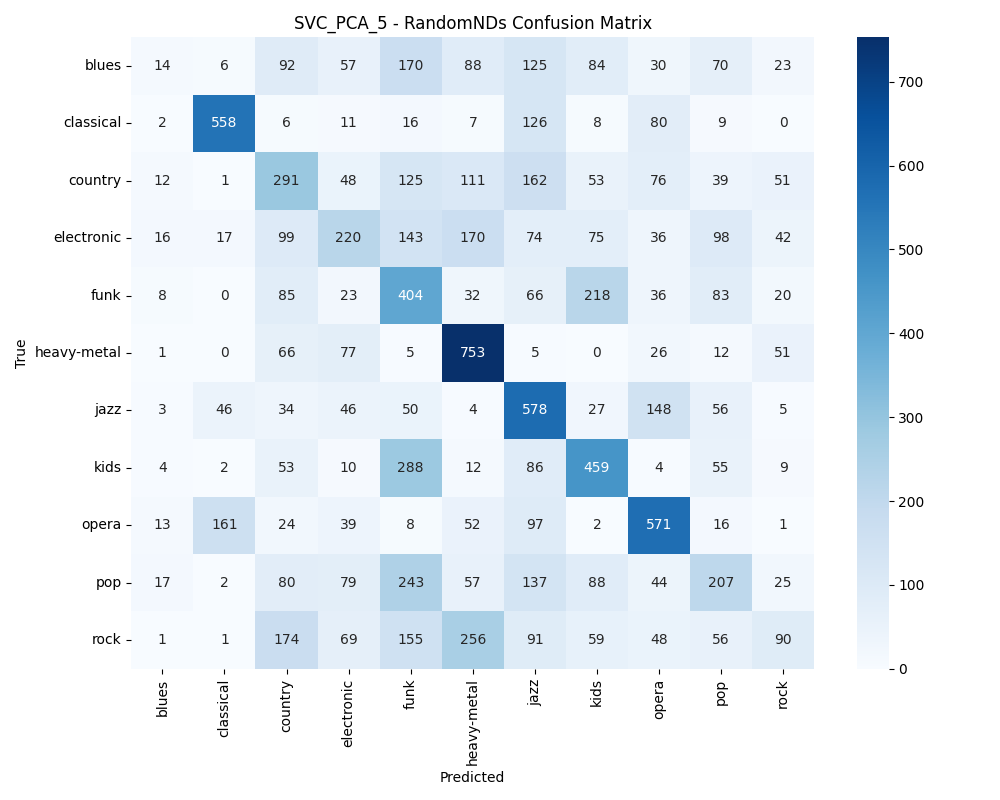 SVC_PCA_5 - RandomNDs Confusion Matrix
True
blues 14 6 92 57 170 88 125 84 30 70 23
classical 2 558 6 11 16 7 126 8 80 9 0
country 12 1 291 48 125 111 162 53 76 39 51
electronic 16 17 99 220 143 170 74 75 36 98 42
funk 8 0 85 23 404 32 66 218 36 83 20
heavy-metal 1 0 66 77 5 753 5 0 26 12 51
jazz 3 46 34 46 50 4 578 27 148 56 5
kids 4 2 53 10 288 12 86 459 4 55 9
opera 13 161 24 39 8 52 97 2 571 16 1
pop 17 2 80 79 243 57 137 88 44 207 25
rock 1 1 174 69 155 256 91 59 48 56 90
blues classical country electronic funk heavy-metal jazz kids opera pop rock
Predicted
700
600
500
400
300
200
100
0